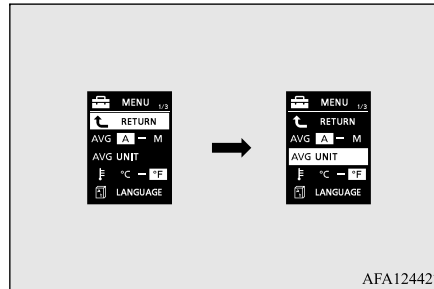 MENU 1/3
RETURN
AVG A – M
AVG UNIT
°C – °F
LANGUAGE
MENU 1/3
RETURN
AVG A – M
AVG UNIT
°C – °F
LANGUAGE
AFA12442